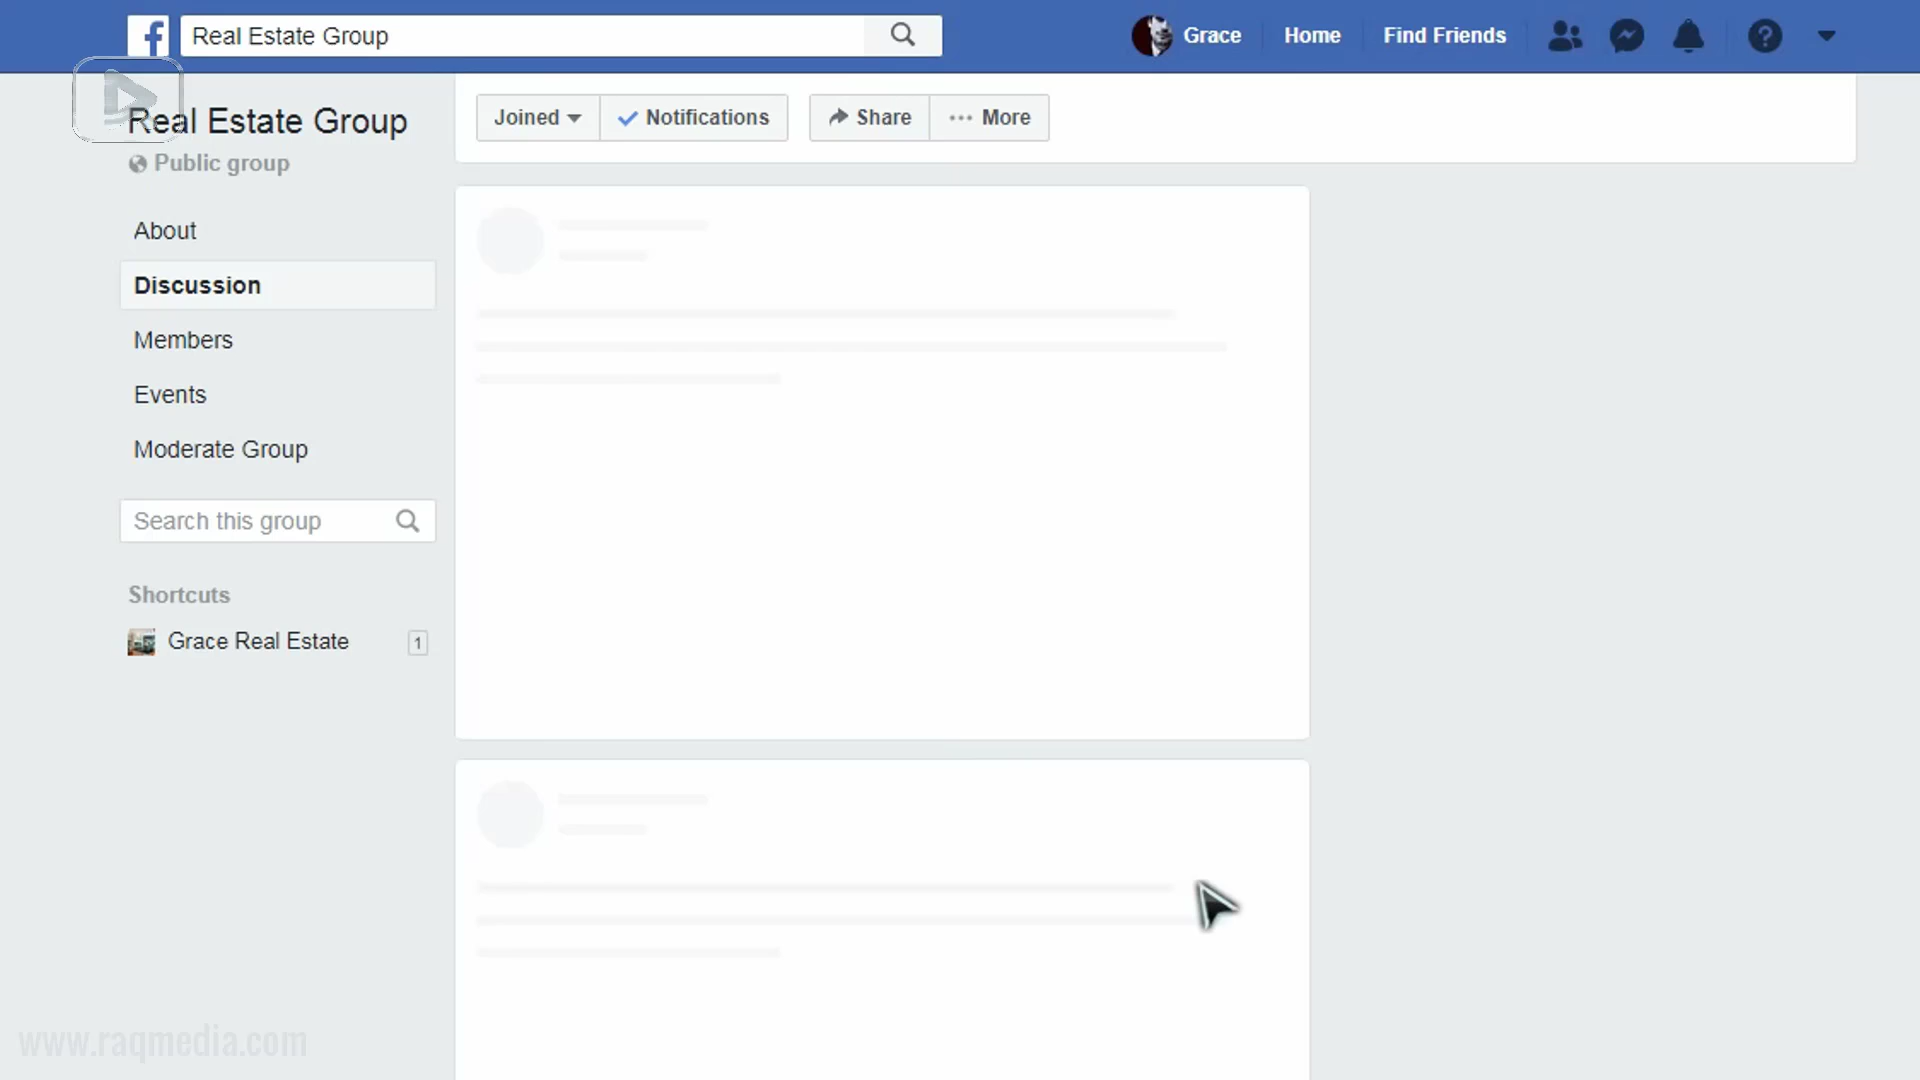 Real Estate Group
Grace
Home
Find Friends
Real Estate Group
Public group
Joined
Notifications
Share
More
About
Discussion
Members
Events
Moderate Group
Search this group
Shortcuts
Grace Real Estate
1
www.raqmedia.com